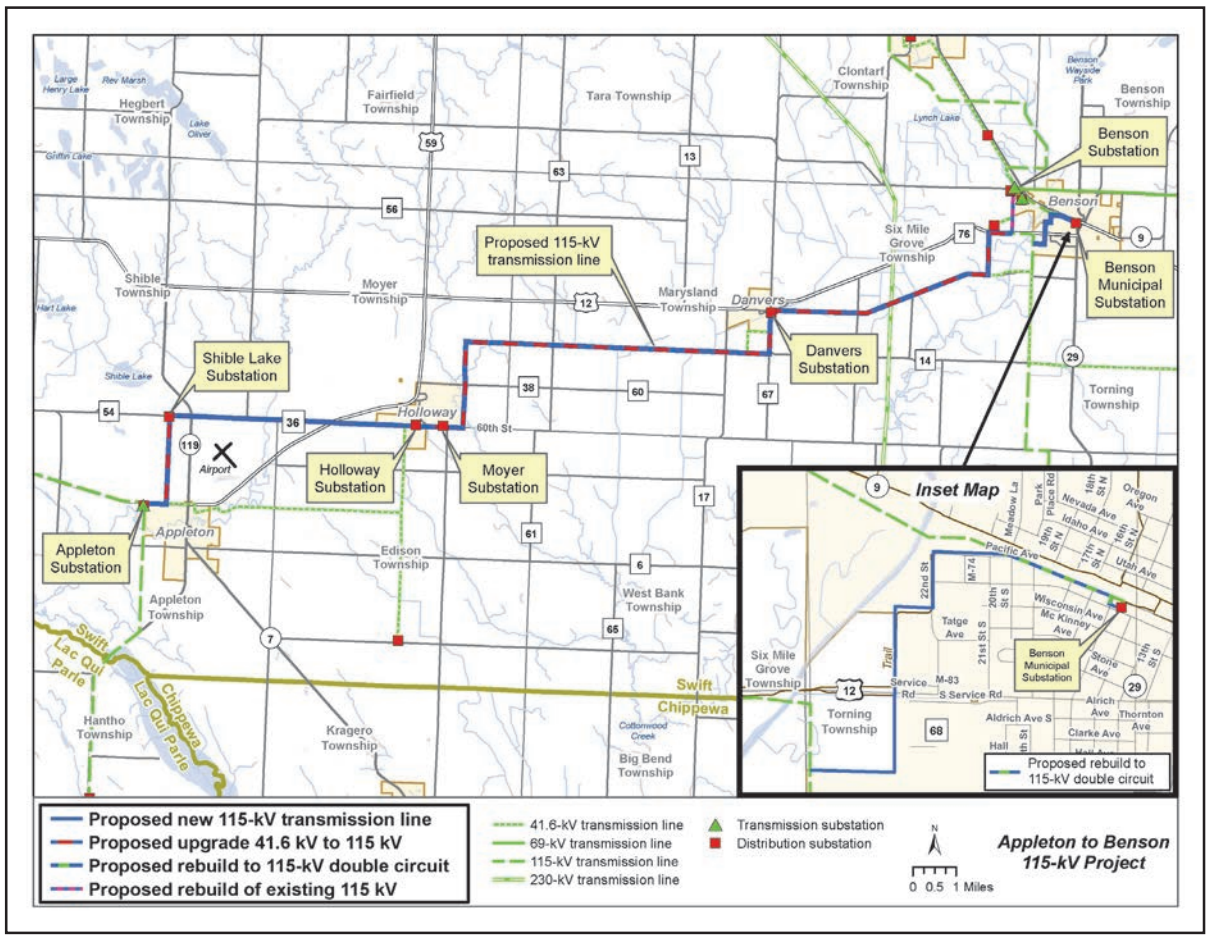 Large
Henry Lake
Rev Marsh
Hegbert
Township
Lake
Oliver
Griffin Lake
Fairfield
Township
59
Tara Township
Clontarf
Township
Benson
Wayside
Park
Benson
Township
Lynch Lake
Benson
Substation
13
63
56
Benson
Six Mile
Grove
Township
76
9
Proposed 115-kV
transmission line
Benson
Municipal
Substation
Shible
Township
Moyer
Township
12
Marysland
Township
Danvers
Hart Lake
Shible Lake
Substation
Danvers
Substation
14
29
Shible Lake
38
60
67
Torning
Township
54
36
Holloway
60th St
119
Airport
Holloway
Substation
Moyer
Substation
17
61
Appleton
Appleton
Substation
Edison
Township
6
West Bank
Township
Appleton
Township
65
7
Swift
Lac Qui
Parle
Chippewa
Lac Qui Parle
Swift
Chippewa
Hantho
Township
Kragero
Township
Cottonwood
Creek
Big Bend
Township
Inset Map
9
Meadow La
Park
Place Rd
18th
St N
Oregon
Ave
Nevada Ave
Idaho Ave
19th
St N
17th
St N
16th
St N
Utah Ave
Pacific Ave
22nd St
M-74
20th
St S
Wisconsin Ave
Mc Kinney
Ave
Tatge
Ave
21st St S
Benson
Municipal
Substation
Stone
Ave
13th
St S
Trail
Six Mile
Grove
Township
12
Service
Rd
M-83
S Service Rd
29
Torning
Township
68
Aldrich Ave S
Alrich
Ave
Thornton
Ave
Clarke Ave
Hall
Proposed rebuild to
115-kV double circuit
Proposed new 115-kV transmission line
Proposed upgrade 41.6 kV to 115 kV
Proposed rebuild to 115-kV double circuit
Proposed rebuild of existing 115 kV
41.6-kV transmission line
69-kV transmission line
115-kV transmission line
230-kV transmission line
Transmission substation
Distribution substation
N
0 0.5 1 Miles
Appleton to Benson
115-kV Project